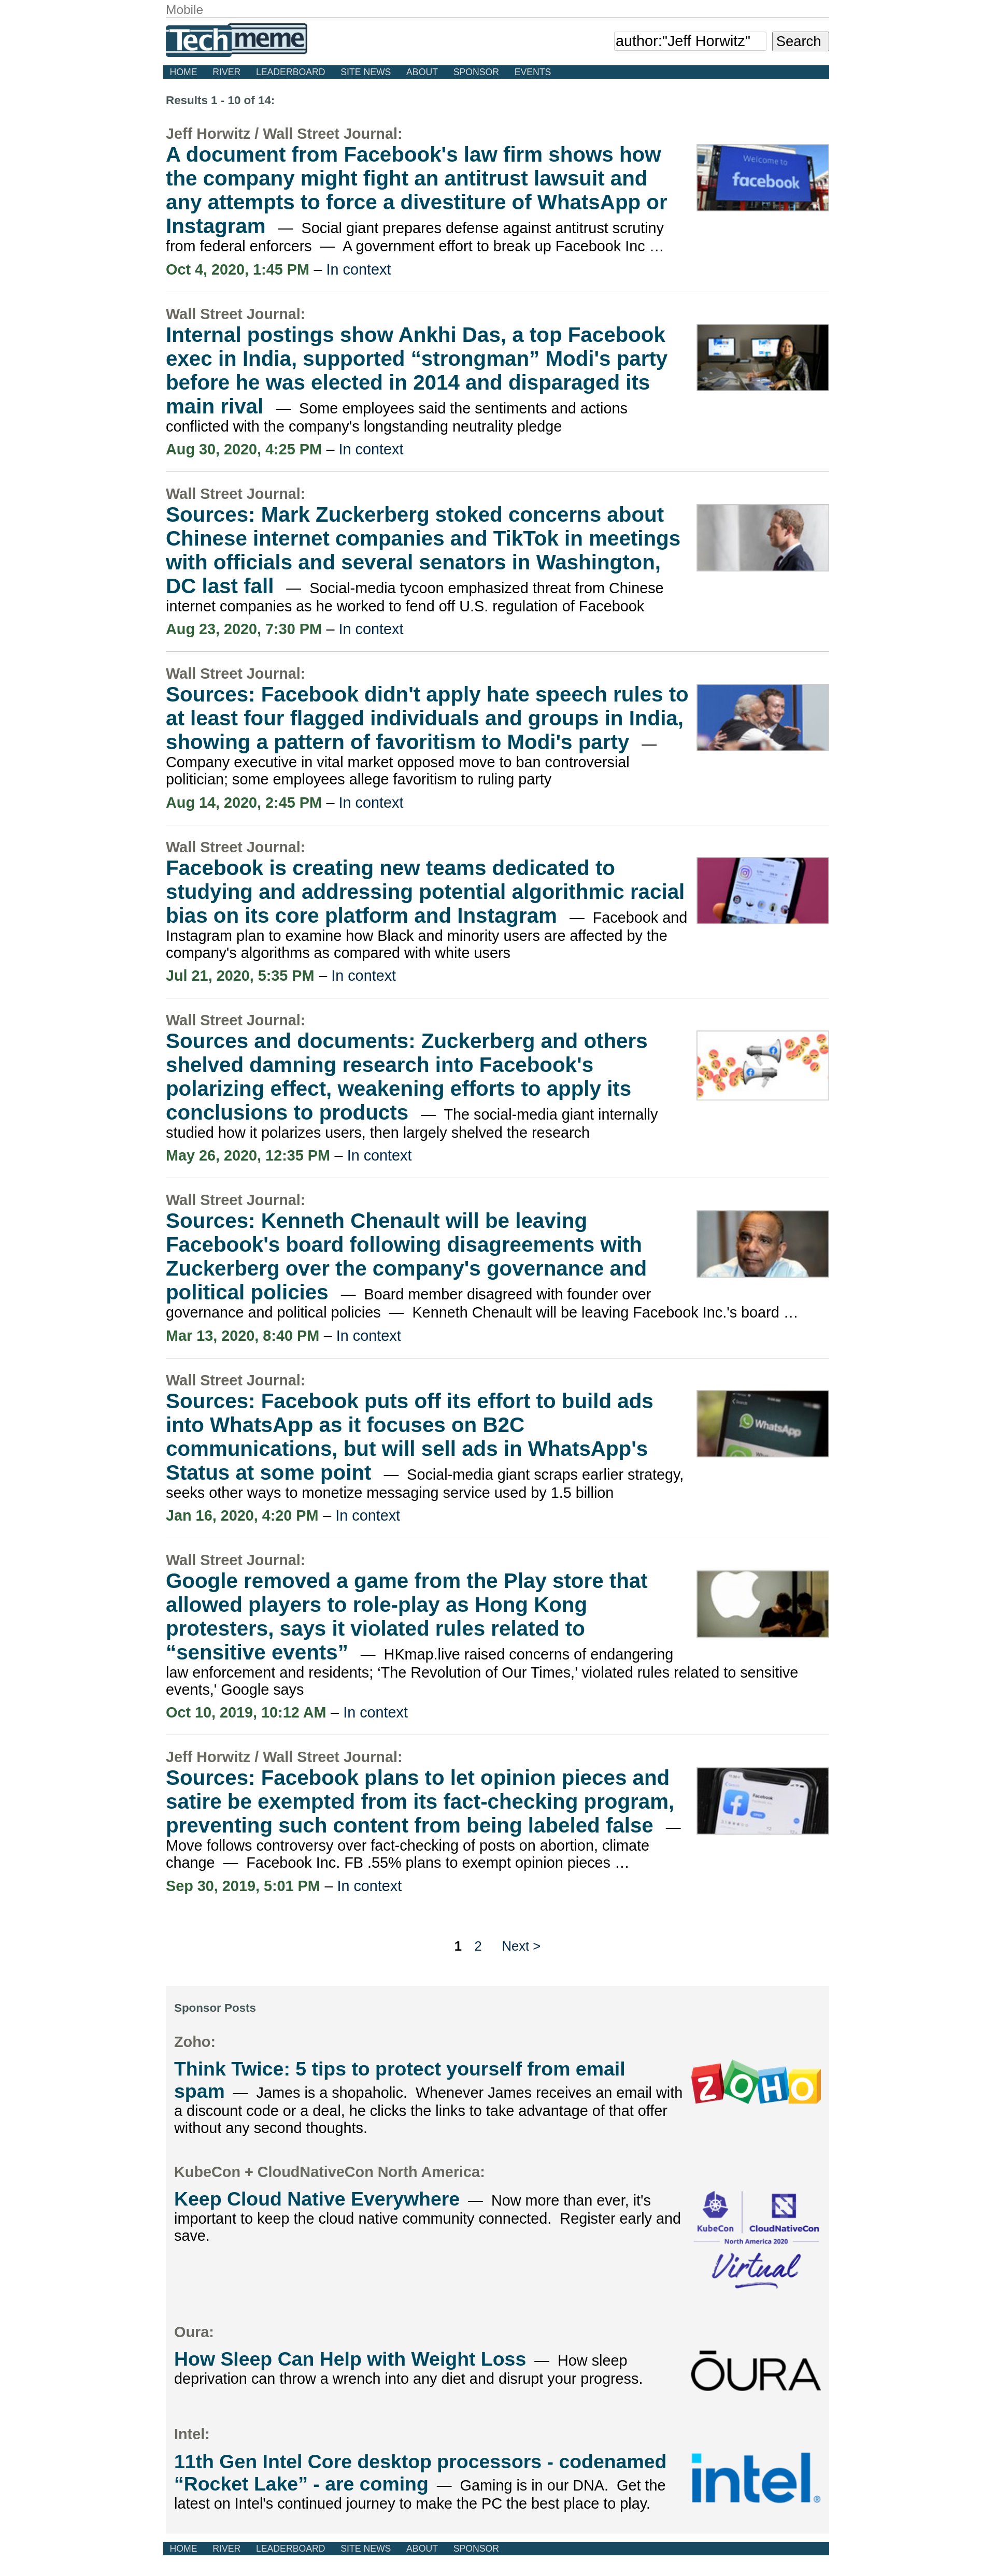 Mobile
Techmeme
author:"Jeff Horwitz"
Search
HOME RIVER LEADERBOARD SITE NEWS ABOUT SPONSOR EVENTS
Results 1 - 10 of 14:
Jeff Horwitz / Wall Street Journal:
A document from Facebook's law firm shows how
the company might fight an antitrust lawsuit and
any attempts to force a divestiture of WhatsApp or
Instagram — Social giant prepares defense against antitrust scrutiny
from federal enforcers — A government effort to break up Facebook Inc …
Welcome to
facebook
Oct 4, 2020, 1:45 PM – In context
Wall Street Journal:
Internal postings show Ankhi Das, a top Facebook
exec in India, supported “strongman” Modi's party
before he was elected in 2014 and disparaged its
main rival — Some employees said the sentiments and actions
conflicted with the company's longstanding neutrality pledge
Aug 30, 2020, 4:25 PM – In context
Wall Street Journal:
Sources: Mark Zuckerberg stoked concerns about
Chinese internet companies and TikTok in meetings
with officials and several senators in Washington,
DC last fall — Social-media tycoon emphasized threat from Chinese
internet companies as he worked to fend off U.S. regulation of Facebook
Aug 23, 2020, 7:30 PM – In context
Wall Street Journal:
Sources: Facebook didn't apply hate speech rules to
at least four flagged individuals and groups in India,
showing a pattern of favoritism to Modi's party —
Company executive in vital market opposed move to ban controversial
politician; some employees allege favoritism to ruling party
Aug 14, 2020, 2:45 PM – In context
Wall Street Journal:
Facebook is creating new teams dedicated to
studying and addressing potential algorithmic racial
bias on its core platform and Instagram — Facebook and
Instagram plan to examine how Black and minority users are affected by the
company's algorithms as compared with white users
Jul 21, 2020, 5:35 PM – In context
Wall Street Journal:
Sources and documents: Zuckerberg and others
shelved damning research into Facebook's
polarizing effect, weakening efforts to apply its
conclusions to products — The social-media giant internally
studied how it polarizes users, then largely shelved the research
May 26, 2020, 12:35 PM – In context
Wall Street Journal:
Sources: Kenneth Chenault will be leaving
Facebook's board following disagreements with
Zuckerberg over the company's governance and
political policies — Board member disagreed with founder over
governance and political policies — Kenneth Chenault will be leaving Facebook Inc.'s board …
Mar 13, 2020, 8:40 PM – In context
Wall Street Journal:
Sources: Facebook puts off its effort to build ads
into WhatsApp as it focuses on B2C
communications, but will sell ads in WhatsApp's
Status at some point — Social-media giant scraps earlier strategy,
seeks other ways to monetize messaging service used by 1.5 billion
WhatsApp
Jan 16, 2020, 4:20 PM – In context
Wall Street Journal:
Google removed a game from the Play store that
allowed players to role-play as Hong Kong
protesters, says it violated rules related to
“sensitive events” — HKmap.live raised concerns of endangering
law enforcement and residents; ‘The Revolution of Our Times,’ violated rules related to sensitive
events,' Google says
Oct 10, 2019, 10:12 AM – In context
Jeff Horwitz / Wall Street Journal:
Sources: Facebook plans to let opinion pieces and
satire be exempted from its fact-checking program,
preventing such content from being labeled false —
Move follows controversy over fact-checking of posts on abortion, climate
change — Facebook Inc. FB .55% plans to exempt opinion pieces …
Facebook
Sep 30, 2019, 5:01 PM – In context
1 2 Next >
Sponsor Posts
Zoho:
Think Twice: 5 tips to protect yourself from email
spam — James is a shopaholic. Whenever James receives an email with
a discount code or a deal, he clicks the links to take advantage of that offer
without any second thoughts.
ZOHO
KubeCon + CloudNativeCon North America:
Keep Cloud Native Everywhere — Now more than ever, it's
important to keep the cloud native community connected. Register early and
save.
KubeCon CloudNativeCon
North America 2020
Virtual
Oura:
How Sleep Can Help with Weight Loss — How sleep
deprivation can throw a wrench into any diet and disrupt your progress.
ŌURA
Intel:
11th Gen Intel Core desktop processors - codenamed
“Rocket Lake” - are coming — Gaming is in our DNA. Get the
latest on Intel's continued journey to make the PC the best place to play.
intel®
HOME RIVER LEADERBOARD SITE NEWS ABOUT SPONSOR